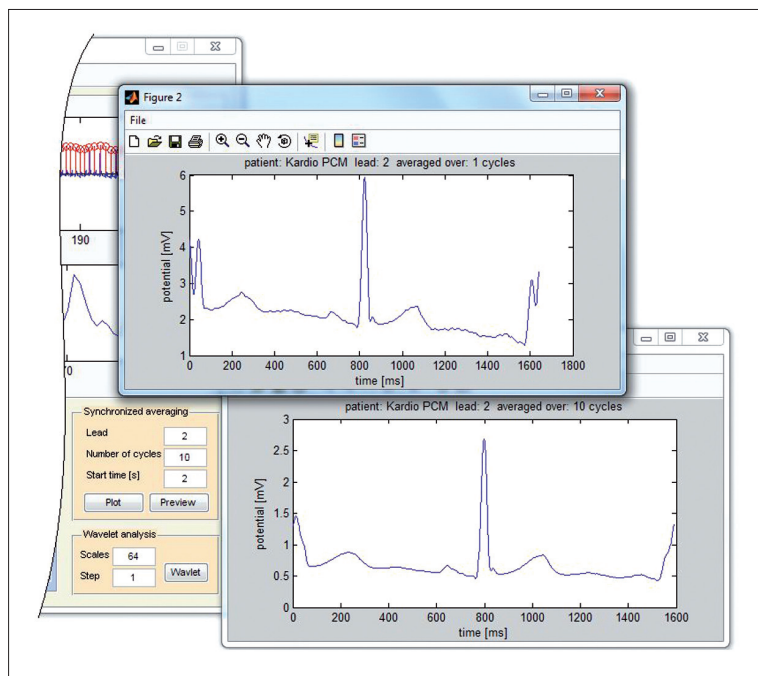 Figure 2
File
patient: Kardio PCM lead: 2 averaged over: 1 cycles
6
5
4
3
2
1
potential [mV]
0 200 400 600 800 1000 1200 1400 1600 1800
time [ms]
190
70
Synchronized averaging
Lead 2
Number of cycles 10
Start time [s] 2
Plot Preview
Wavelet analysis
Scales 64
Step 1 Wavlet
patient: Kardio PCM lead: 2 averaged over: 10 cycles
3
2.5
2
1.5
1
0.5
0
potential [mV]
0 200 400 600 800 1000 1200 1400 1600
time [ms]